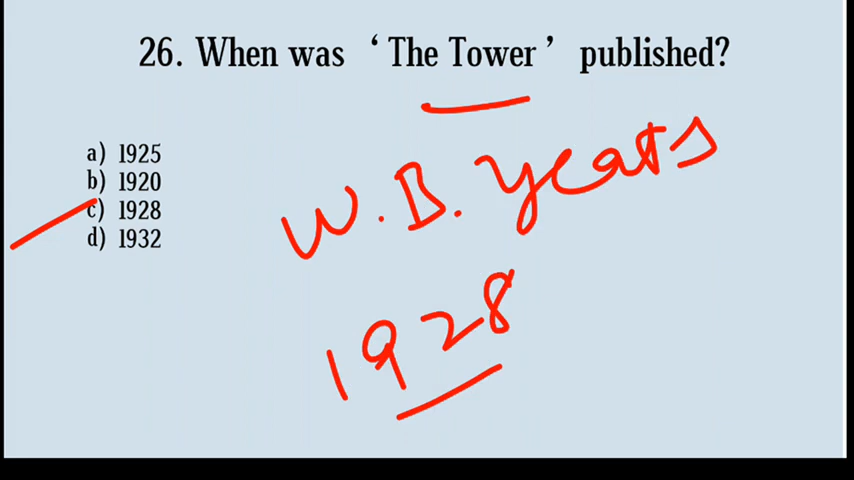 26. When was ‘The Tower’ published?
a) 1925
b) 1920
c) 1928
d) 1932
W.B. Yeats
1928